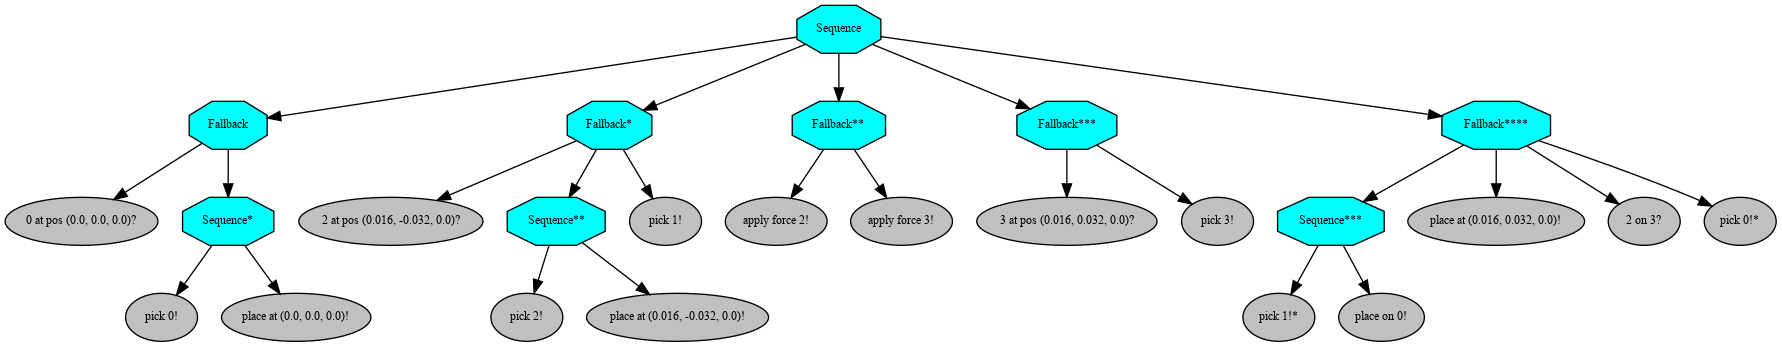 Sequence
Fallback
Fallback*
Fallback**
Fallback***
Fallback****
0 at pos (0.0, 0.0, 0.0)?
Sequence*
2 at pos (0.016, -0.032, 0.0)?
Sequence**
pick 1!
apply force 2!
apply force 3!
3 at pos (0.016, 0.032, 0.0)?
pick 3!
Sequence***
place at (0.016, 0.032, 0.0)!
2 on 3?
pick 0!*
pick 0!
place at (0.0, 0.0, 0.0)!
pick 2!
place at (0.016, -0.032, 0.0)!
pick 1!*
place on 0!